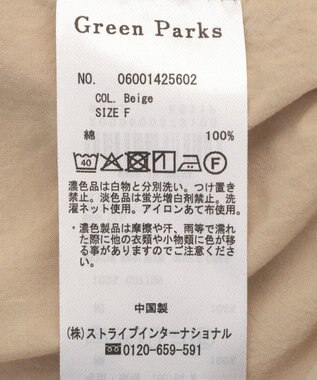 Green Parks
NO. 06001425602
COL. Beige
SIZE F
綿 100%
40 F
濃色品は白物と分別洗い。つけ置き
禁止。淡色品は蛍光増白剤禁止。洗
濯ネット使用。アイロンあて布使用。
・濃色製品は摩擦や汗、雨等で濡れ
た際に他の衣類や小物類に色が移
る事がありますのでご注意くださ
い。
中国製
(株)ストライプインターナショナル
0120-659-591